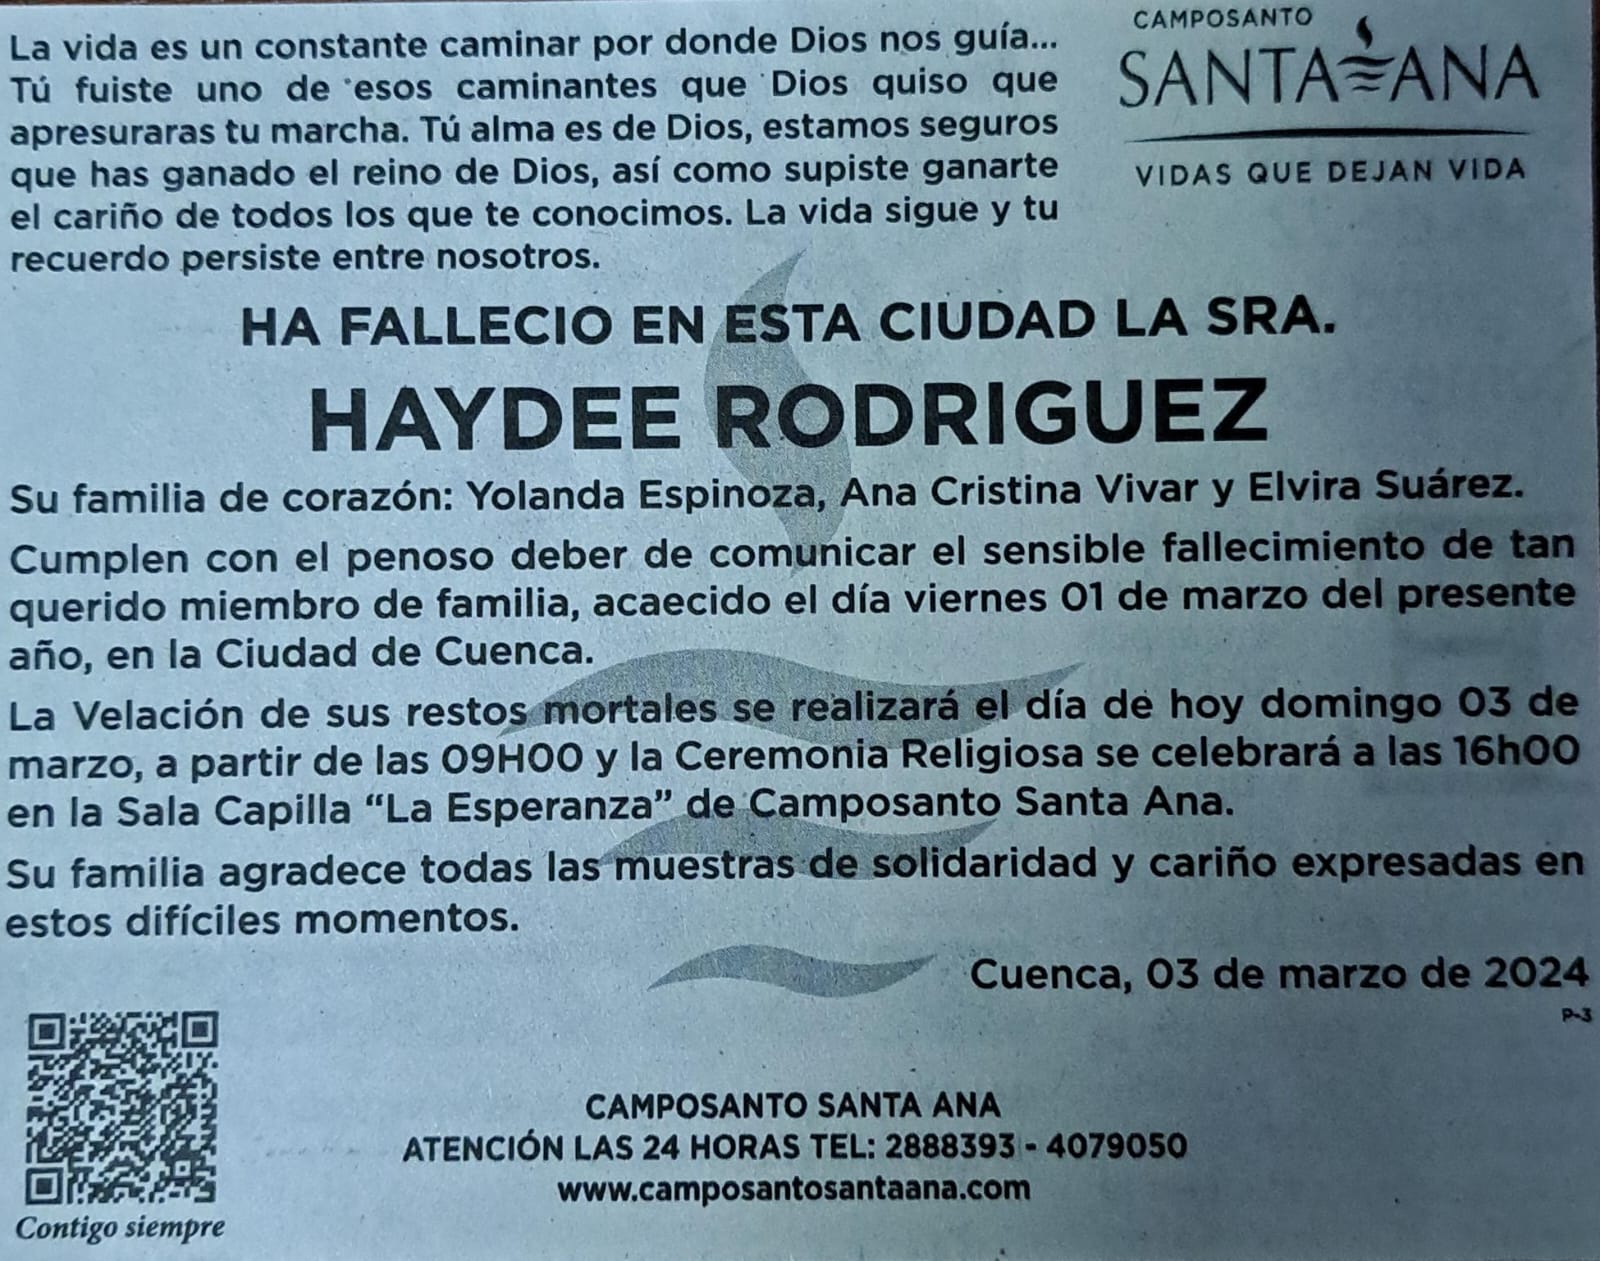 La vida es un constante caminar por donde Dios nos guía...
Tú fuiste uno de esos caminantes que Dios quiso que
apresuraras tu marcha. Tú alma es de Dios, estamos seguros
que has ganado el reino de Dios, así como supiste ganarte
el cariño de todos los que te conocimos. La vida sigue y tu
recuerdo persiste entre nosotros.
CAMPOSANTO
SANTA ANA
VIDAS QUE DEJAN VIDA
HA FALLECIO EN ESTA CIUDAD LA SRA.
HAYDEE RODRIGUEZ
Su familia de corazón: Yolanda Espinoza, Ana Cristina Vivar y Elvira Suárez.
Cumplen con el penoso deber de comunicar el sensible fallecimiento de tan
querido miembro de familia, acaecido el día viernes 01 de marzo del presente
año, en la Ciudad de Cuenca.
La Velación de sus restos mortales se realizará el día de hoy domingo 03 de
marzo, a partir de las 09H00 y la Ceremonia Religiosa se celebrará a las 16h00
en la Sala Capilla “La Esperanza” de Camposanto Santa Ana.
Su familia agradece todas las muestras de solidaridad y cariño expresadas en
estos difíciles momentos.
Cuenca, 03 de marzo de 2024
P-3
CAMPOSANTO SANTA ANA
ATENCIÓN LAS 24 HORAS TEL: 2888393 - 4079050
www.camposantosantaana.com
Contigo siempre